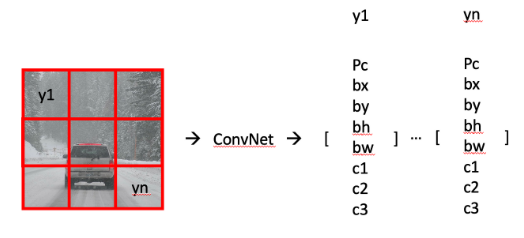 y1 yn
Pc Pc
bx bx
by by
y1
bh bh
→ ConvNet → [ ] ... [ ]
bw bw
c1 c1
yn
c2 c2
c3 c3